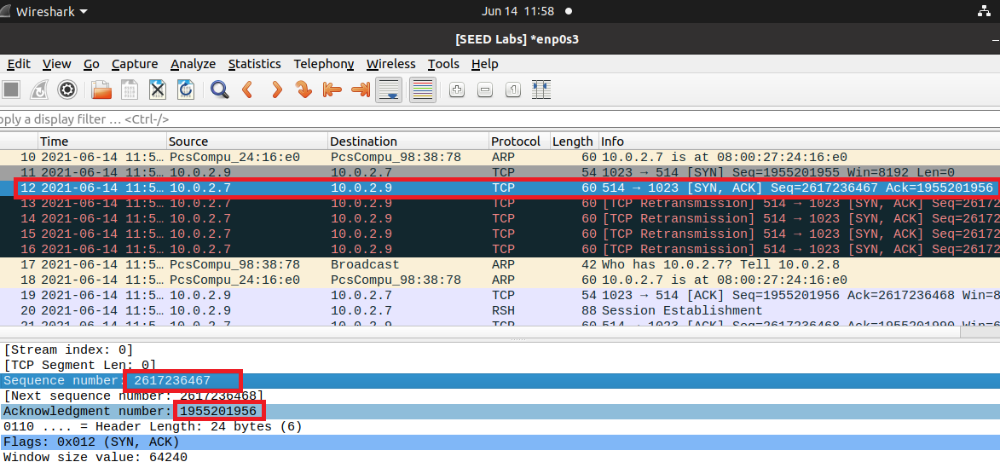 Wireshark Jun 14 11:58
[SEED Labs] *enp0s3
Edit View Go Capture Analyze Statistics Telephony Wireless Tools Help
pply a display filter … <Ctrl-/>
Time Source Destination Protocol Length Info
10 2021-06-14 11:5… PcsCompu_24:16:e0 PcsCompu_98:38:78 ARP 60 10.0.2.7 is at 08:00:27:24:16:e0
11 2021-06-14 11:5… 10.0.2.9 10.0.2.7 TCP 54 1023 → 514 [SYN] Seq=1955201955 Win=8192 Len=0
12 2021-06-14 11:5… 10.0.2.7 10.0.2.9 TCP 60 514 → 1023 [SYN, ACK] Seq=2617236467 Ack=1955201956
13 2021-06-14 11:5… 10.0.2.7 10.0.2.9 TCP 60 [TCP Retransmission] 514 → 1023 [SYN, ACK] Seq=26172
14 2021-06-14 11:5… 10.0.2.7 10.0.2.9 TCP 60 [TCP Retransmission] 514 → 1023 [SYN, ACK] Seq=26172
15 2021-06-14 11:5… 10.0.2.7 10.0.2.9 TCP 60 [TCP Retransmission] 514 → 1023 [SYN, ACK] Seq=26172
16 2021-06-14 11:5… 10.0.2.7 10.0.2.9 TCP 60 [TCP Retransmission] 514 → 1023 [SYN, ACK] Seq=26172
17 2021-06-14 11:5… PcsCompu_98:38:78 Broadcast ARP 42 Who has 10.0.2.7? Tell 10.0.2.8
18 2021-06-14 11:5… PcsCompu_24:16:e0 PcsCompu_98:38:78 ARP 60 10.0.2.7 is at 08:00:27:24:16:e0
19 2021-06-14 11:5… 10.0.2.9 10.0.2.7 TCP 54 1023 → 514 [ACK] Seq=1955201956 Ack=2617236468 Win=8
20 2021-06-14 11:5… 10.0.2.9 10.0.2.7 RSH 88 Session Establishment
21 2021-06-14 11:5… 10.0.2.7 10.0.2.9 TCP 60 514 → 1023 [ACK] Seq=2617236468 Ack=1955201990 Win=6
[Stream index: 0]
[TCP Segment Len: 0]
Sequence number: 2617236467
[Next sequence number: 2617236468]
Acknowledgment number: 1955201956
0110 .... = Header Length: 24 bytes (6)
Flags: 0x012 (SYN, ACK)
Window size value: 64240